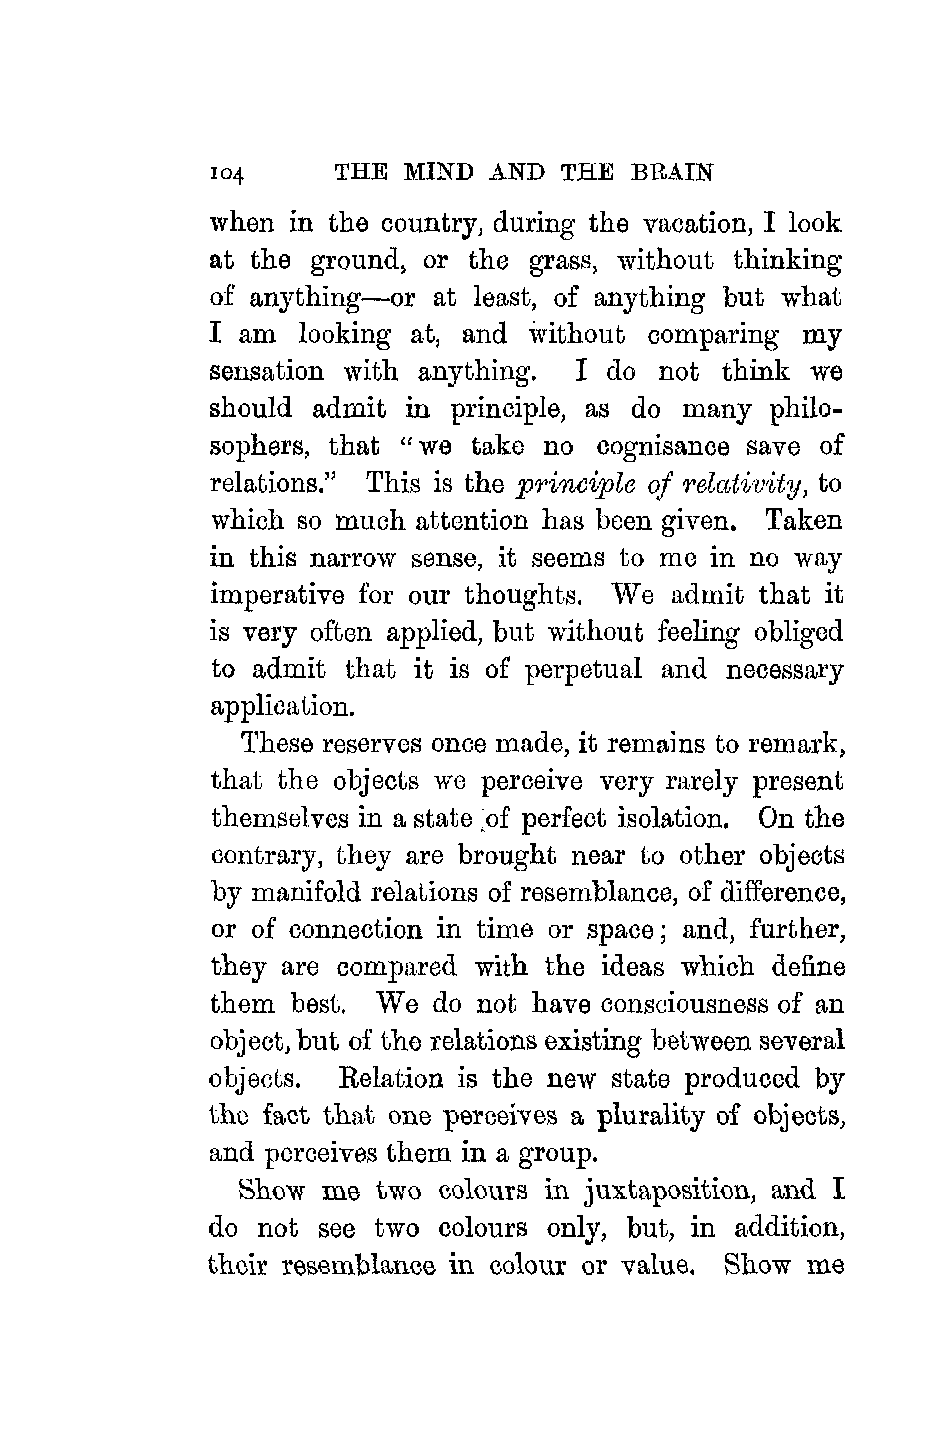 104 THE MIND AND THE BRAIN
when in the country, during the vacation, I look
at the ground, or the grass, without thinking
of anything—or at least, of anything but what
I am looking at, and without comparing my
sensation with anything. I do not think we
should admit in principle, as do many philo-
sophers, that “we take no cognisance save of
relations.” This is the principle of relativity, to
which so much attention has been given. Taken
in this narrow sense, it seems to me in no way
imperative for our thoughts. We admit that it
is very often applied, but without feeling obliged
to admit that it is of perpetual and necessary
application.
These reserves once made, it remains to remark,
that the objects we perceive very rarely present
themselves in a state of perfect isolation. On the
contrary, they are brought near to other objects
by manifold relations of resemblance, of difference,
or of connection in time or space; and, further,
they are compared with the ideas which define
them best. We do not have consciousness of an
object, but of the relations existing between several
objects. Relation is the new state produced by
the fact that one perceives a plurality of objects,
and perceives them in a group.
Show me two colours in juxtaposition, and I
do not see two colours only, but, in addition,
their resemblance in colour or value. Show me